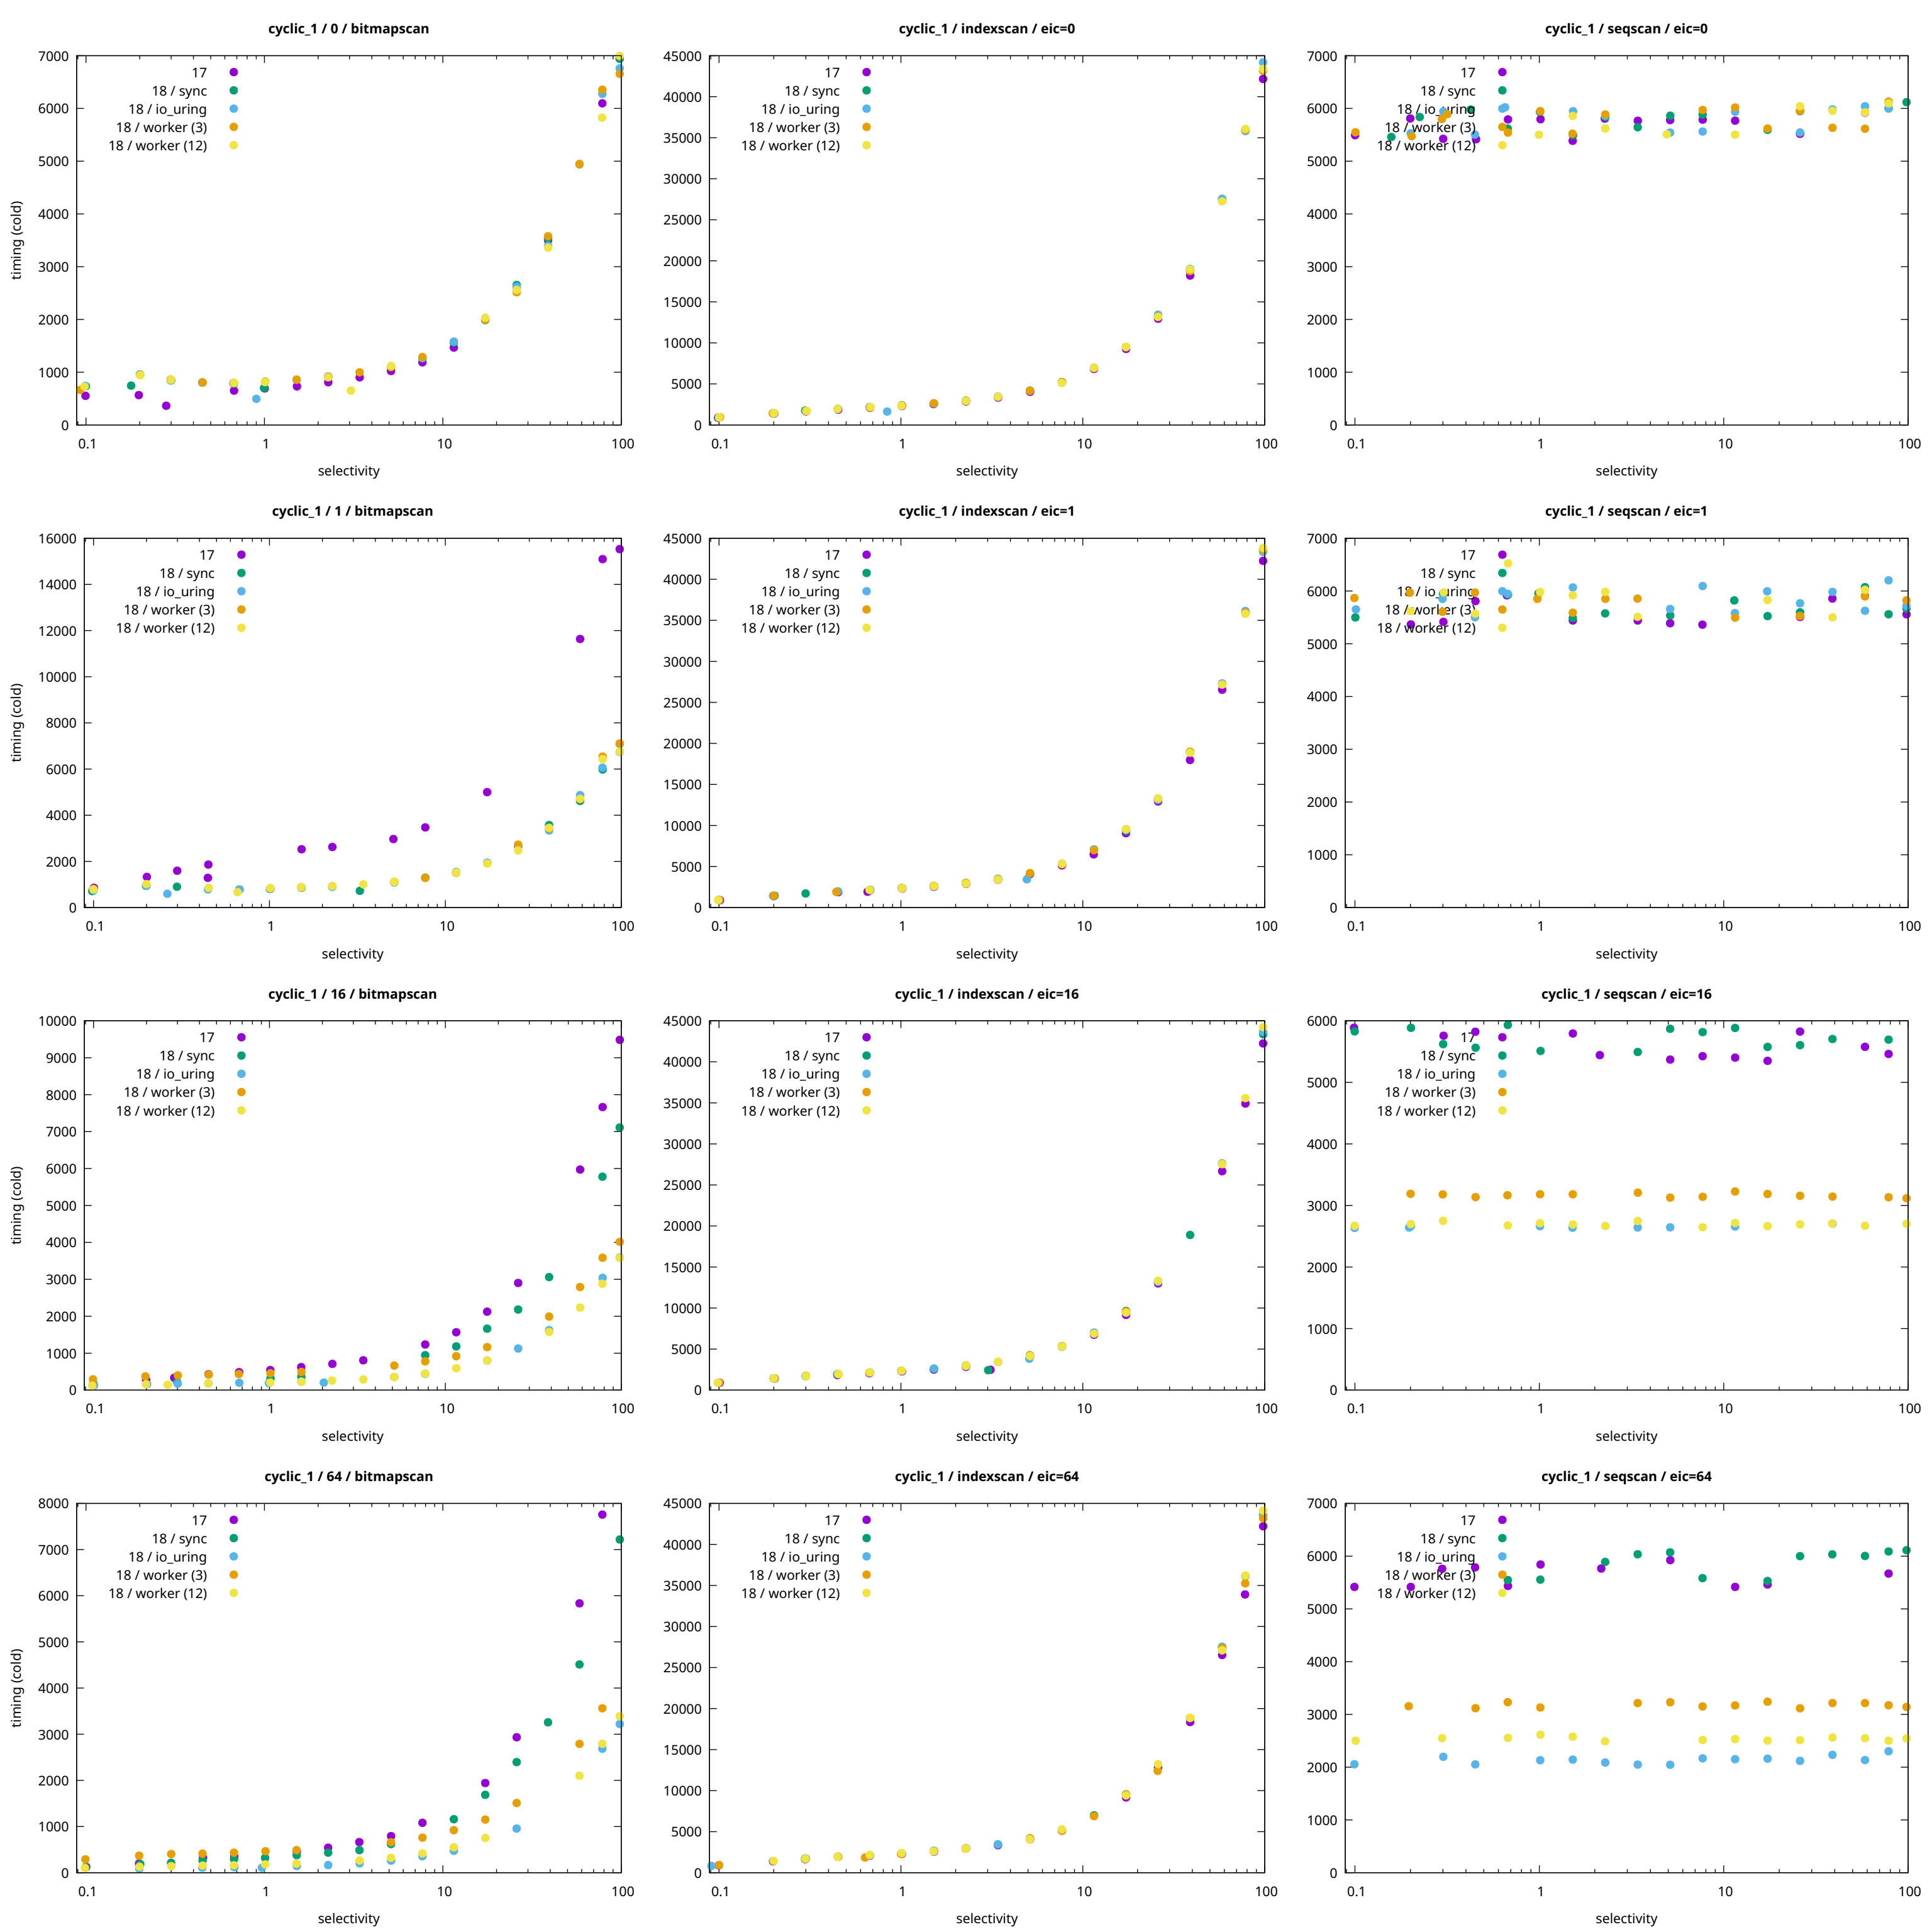 cyclic_1 / 0 / bitmapscan
timing (cold)
7000
6000
5000
4000
3000
2000
1000
0
17
18 / sync
18 / io_uring
18 / worker (3)
18 / worker (12)
0.1 1 10 100
selectivity
cyclic_1 / indexscan / eic=0
45000
40000
35000
30000
25000
20000
15000
10000
5000
0
17
18 / sync
18 / io_uring
18 / worker (3)
18 / worker (12)
0.1 1 10 100
selectivity
cyclic_1 / seqscan / eic=0
7000
6000
5000
4000
3000
2000
1000
0
17
18 / sync
18 / io_uring
18 / worker (3)
18 / worker (12)
0.1 1 10 100
selectivity
cyclic_1 / 1 / bitmapscan
timing (cold)
16000
14000
12000
10000
8000
6000
4000
2000
0
17
18 / sync
18 / io_uring
18 / worker (3)
18 / worker (12)
0.1 1 10 100
selectivity
cyclic_1 / indexscan / eic=1
45000
40000
35000
30000
25000
20000
15000
10000
5000
0
17
18 / sync
18 / io_uring
18 / worker (3)
18 / worker (12)
0.1 1 10 100
selectivity
cyclic_1 / seqscan / eic=1
7000
6000
5000
4000
3000
2000
1000
0
17
18 / sync
18 / io_uring
18 / worker (3)
18 / worker (12)
0.1 1 10 100
selectivity
cyclic_1 / 16 / bitmapscan
timing (cold)
10000
9000
8000
7000
6000
5000
4000
3000
2000
1000
0
17
18 / sync
18 / io_uring
18 / worker (3)
18 / worker (12)
0.1 1 10 100
selectivity
cyclic_1 / indexscan / eic=16
45000
40000
35000
30000
25000
20000
15000
10000
5000
0
17
18 / sync
18 / io_uring
18 / worker (3)
18 / worker (12)
0.1 1 10 100
selectivity
cyclic_1 / seqscan / eic=16
6000
5000
4000
3000
2000
1000
0
17
18 / sync
18 / io_uring
18 / worker (3)
18 / worker (12)
0.1 1 10 100
selectivity
cyclic_1 / 64 / bitmapscan
timing (cold)
8000
7000
6000
5000
4000
3000
2000
1000
0
17
18 / sync
18 / io_uring
18 / worker (3)
18 / worker (12)
0.1 1 10 100
selectivity
cyclic_1 / indexscan / eic=64
45000
40000
35000
30000
25000
20000
15000
10000
5000
0
17
18 / sync
18 / io_uring
18 / worker (3)
18 / worker (12)
0.1 1 10 100
selectivity
cyclic_1 / seqscan / eic=64
7000
6000
5000
4000
3000
2000
1000
0
17
18 / sync
18 / io_uring
18 / worker (3)
18 / worker (12)
0.1 1 10 100
selectivity